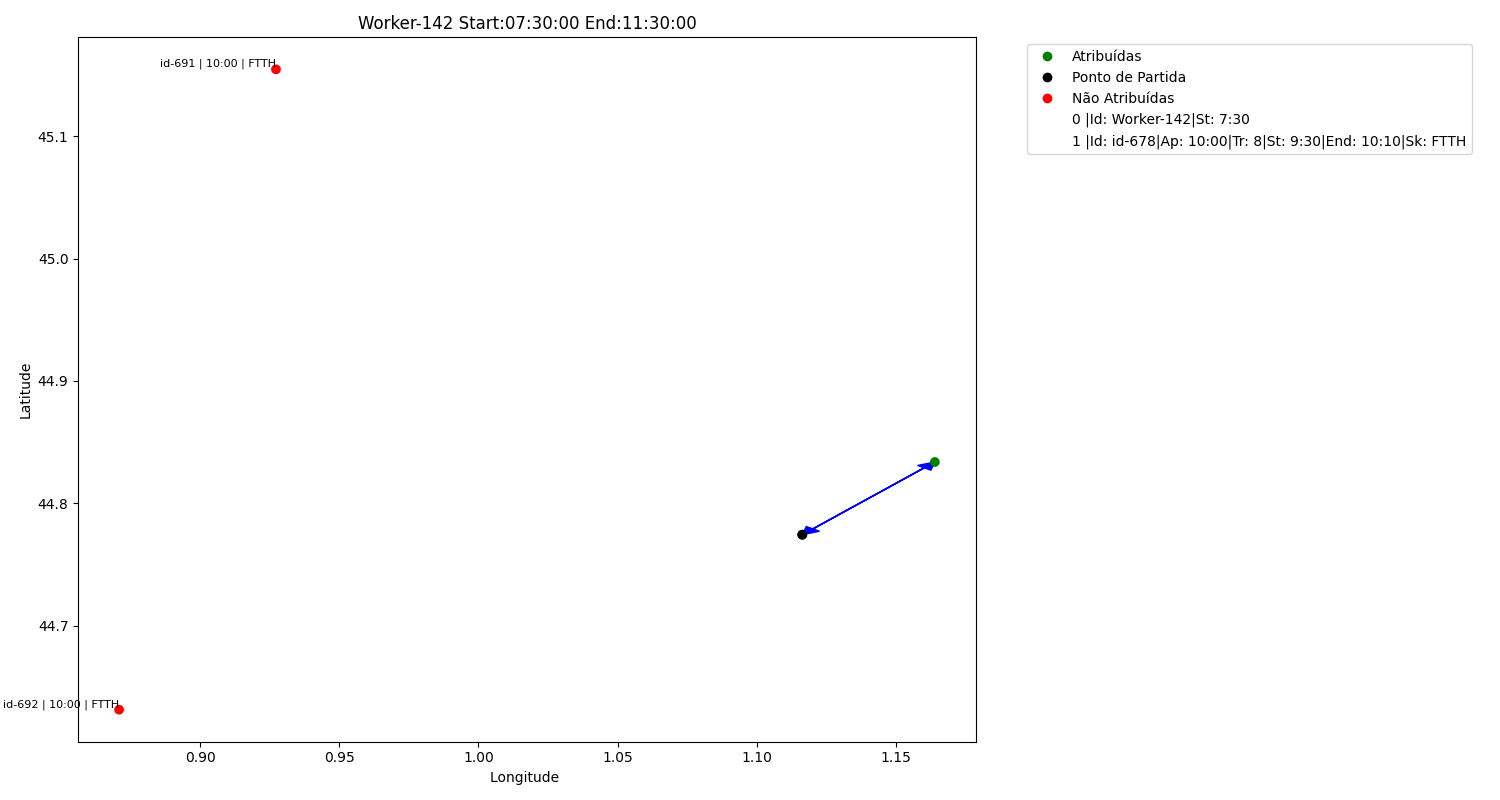 Worker-142 Start:07:30:00 End:11:30:00
id-691 | 10:00 | FTTH
id-692 | 10:00 | FTTH
45.1
45.0
44.9
44.8
44.7
Latitude
0.90
0.95
1.00
1.05
1.10
1.15
Longitude
Atribuídas
Ponto de Partida
Não Atribuídas
0 |Id: Worker-142|St: 7:30
1 |Id: id-678|Ap: 10:00|Tr: 8|St: 9:30|End: 10:10|Sk: FTTH